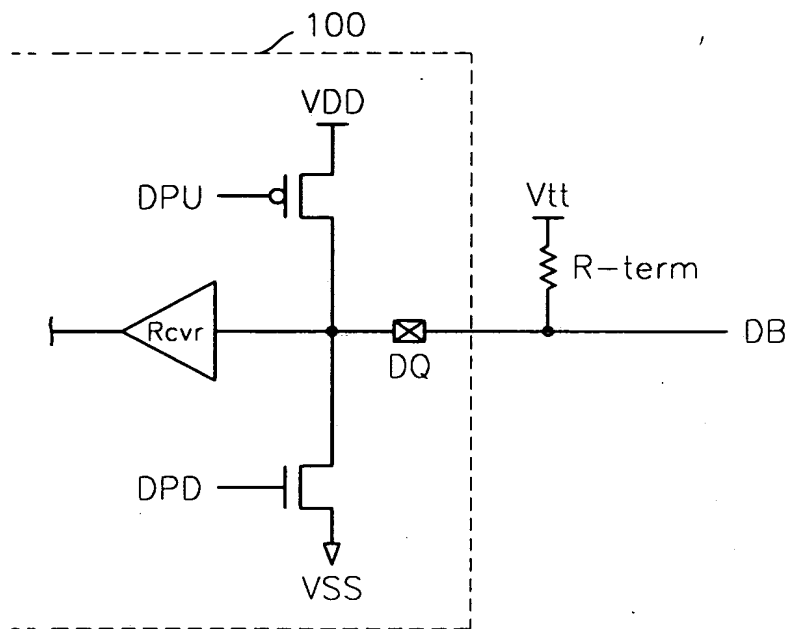 100
VDD
DPU
Vtt
R-term
Rcvr
DQ
DB
DPD
VSS